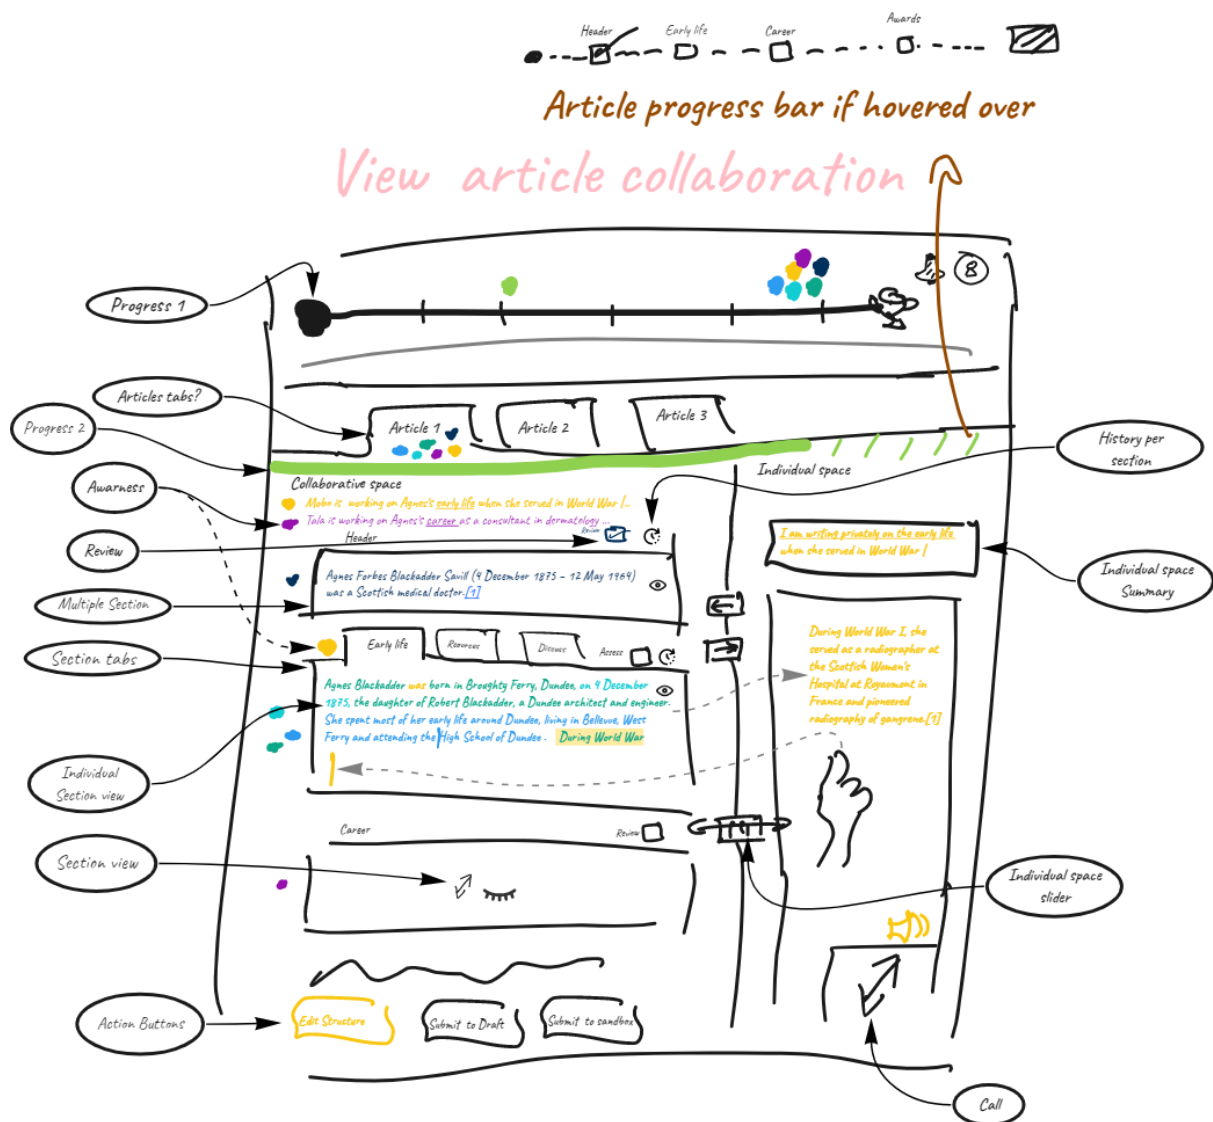 Header
Early life
Career
Awards
Article progress bar if hovered over
View article collaboration
8
Progress 1
Articles tabs?
Progress 2
Article 1
Article 2
Article 3
Awarness
Collaborative space
Individual space
History per
section
Mobo is working on Agnes's early life when she served in World War I...
Tala is working on Agnes's career as a consultant in dermatology ...
Review
Header
Review
I am writing privately on the early life
when she served in World War I
Individual space
Summary
Agnes Forbes Blackadder Savill (4 December 1875 – 12 May 1964)
was a Scottish medical doctor.[1]
Multiple Section
Section tabs
Early life
Rources
Discuss
Assess
During World War I, she
served as a radiographer at
the Scottish Women's
Hospital at Royaumont in
France and pioneered
radiography of gangrene.[1]
Agnes Blackadder was born in Broughty Ferry, Dundee, on 4 December
1875, the daughter of Robert Blackadder, a Dundee architect and engineer.
She spent most of her early life around Dundee, living in Bellevue, West
Ferry and attending the High School of Dundee . During World War
Individual
Section view
Career
Review
Section view
Individual space
slider
Action Buttons
Edit Structure
Submit to Draft
Submit to sandbox
Call